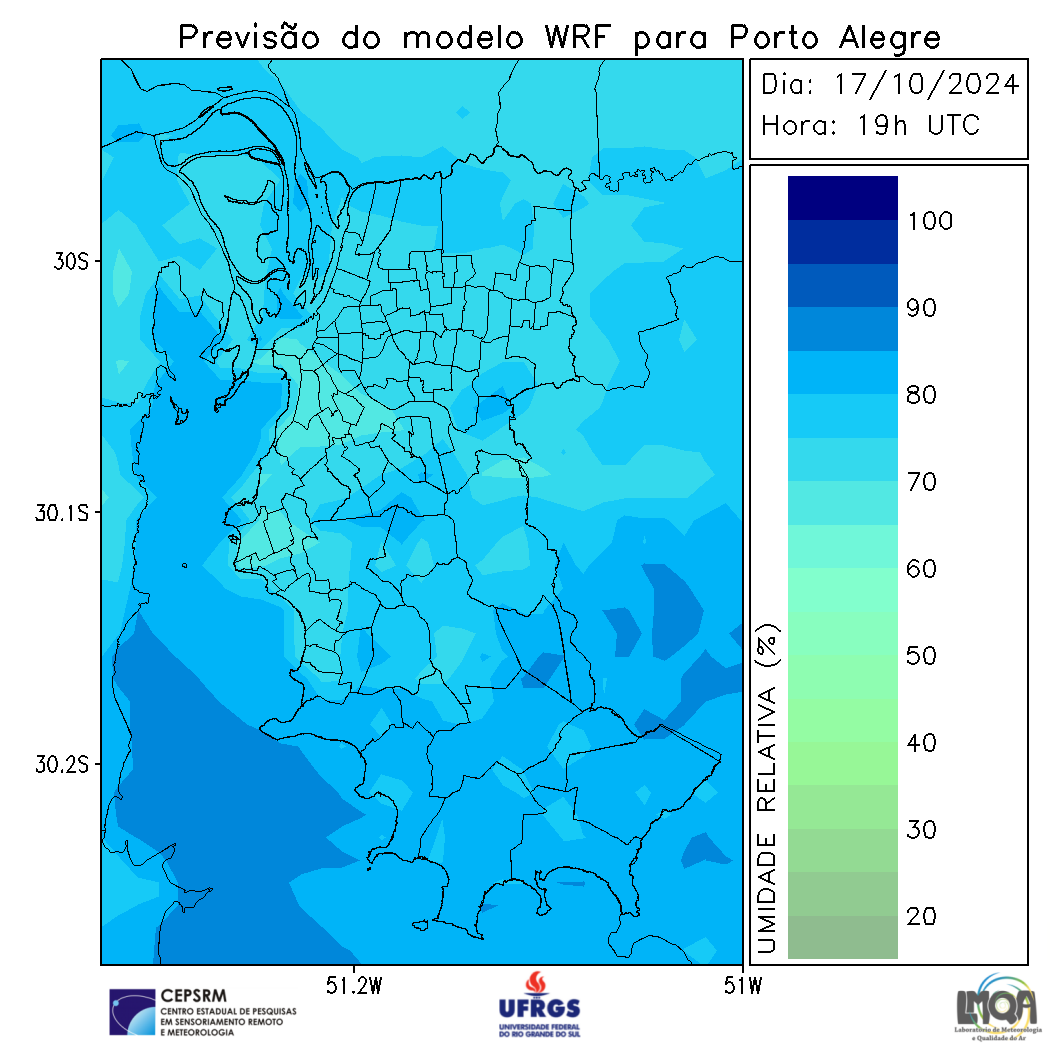 Previsão do modelo WRF para Porto Alegre
Dia: 17/10/2024
Hora: 19h UTC
100
90
80
70
60
50
40
30
20
UMIDADE RELATIVA (%)
30S
30.1S
30.2S
51.2W
51W
CEPSRM
CENTRO ESTADUAL DE PESQUISAS
EM SENSORIAMENTO REMOTO
E METEOROLOGIA
UFRGS
UNIVERSIDADE FEDERAL
DO RIO GRANDE DO SUL
LMQA
Laboratório de Meteorologia
e Qualidade do Ar